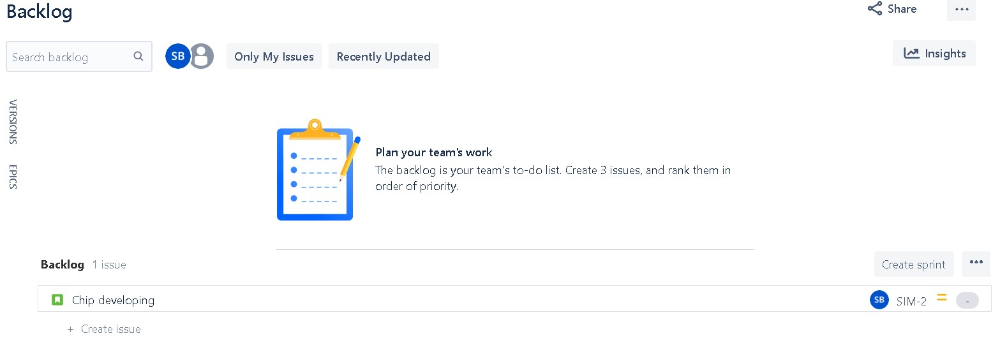 Backlog
Share
Search backlog
SB
Only My Issues
Recently Updated
Insights
VERSIONS
EPICS
Plan your team's work
The backlog is your team's to-do list. Create 3 issues, and rank them in
order of priority.
Backlog 1 issue
Create sprint
Chip developing
SB SIM-2 -
+ Create issue